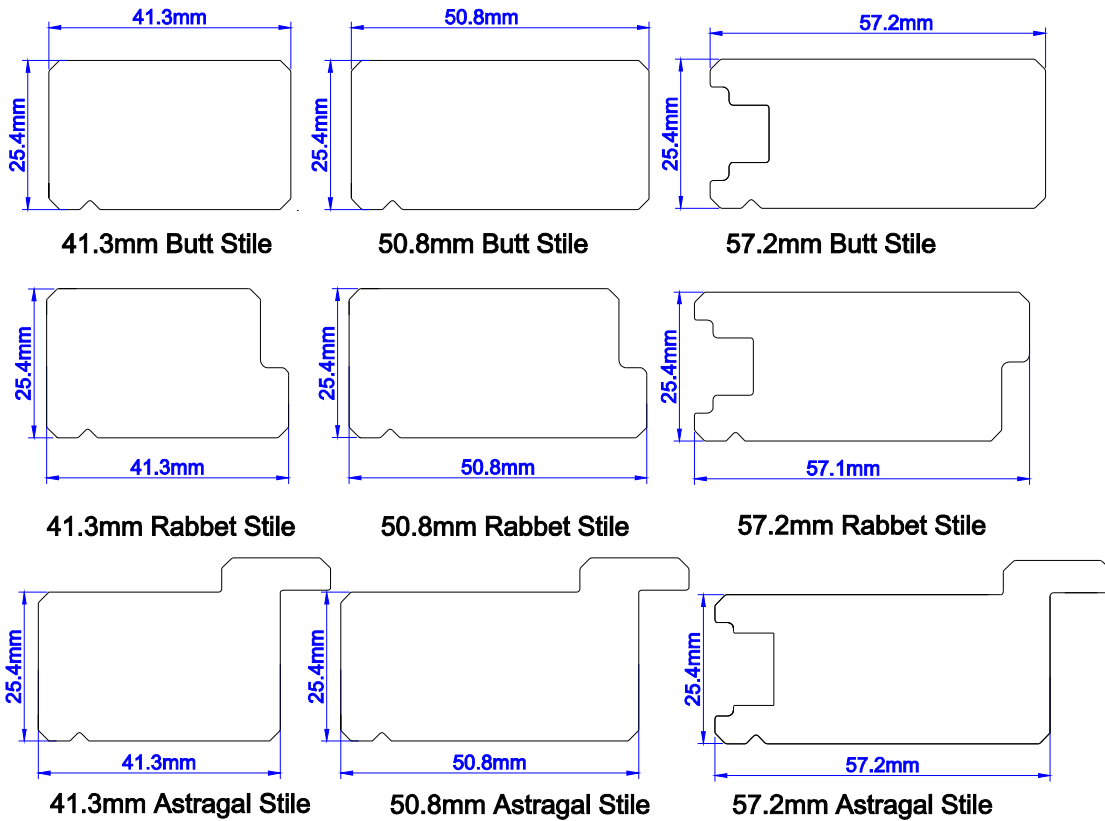 41.3mm
50.8mm
57.2mm
25.4mm
25.4mm
25.4mm
41.3mm Butt Stile
50.8mm Butt Stile
57.2mm Butt Stile
25.4mm
25.4mm
25.4mm
41.3mm
50.8mm
57.1mm
41.3mm Rabbet Stile
50.8mm Rabbet Stile
57.2mm Rabbet Stile
25.4mm
25.4mm
25.4mm
41.3mm
50.8mm
57.2mm
41.3mm Astragal Stile
50.8mm Astragal Stile
57.2mm Astragal Stile